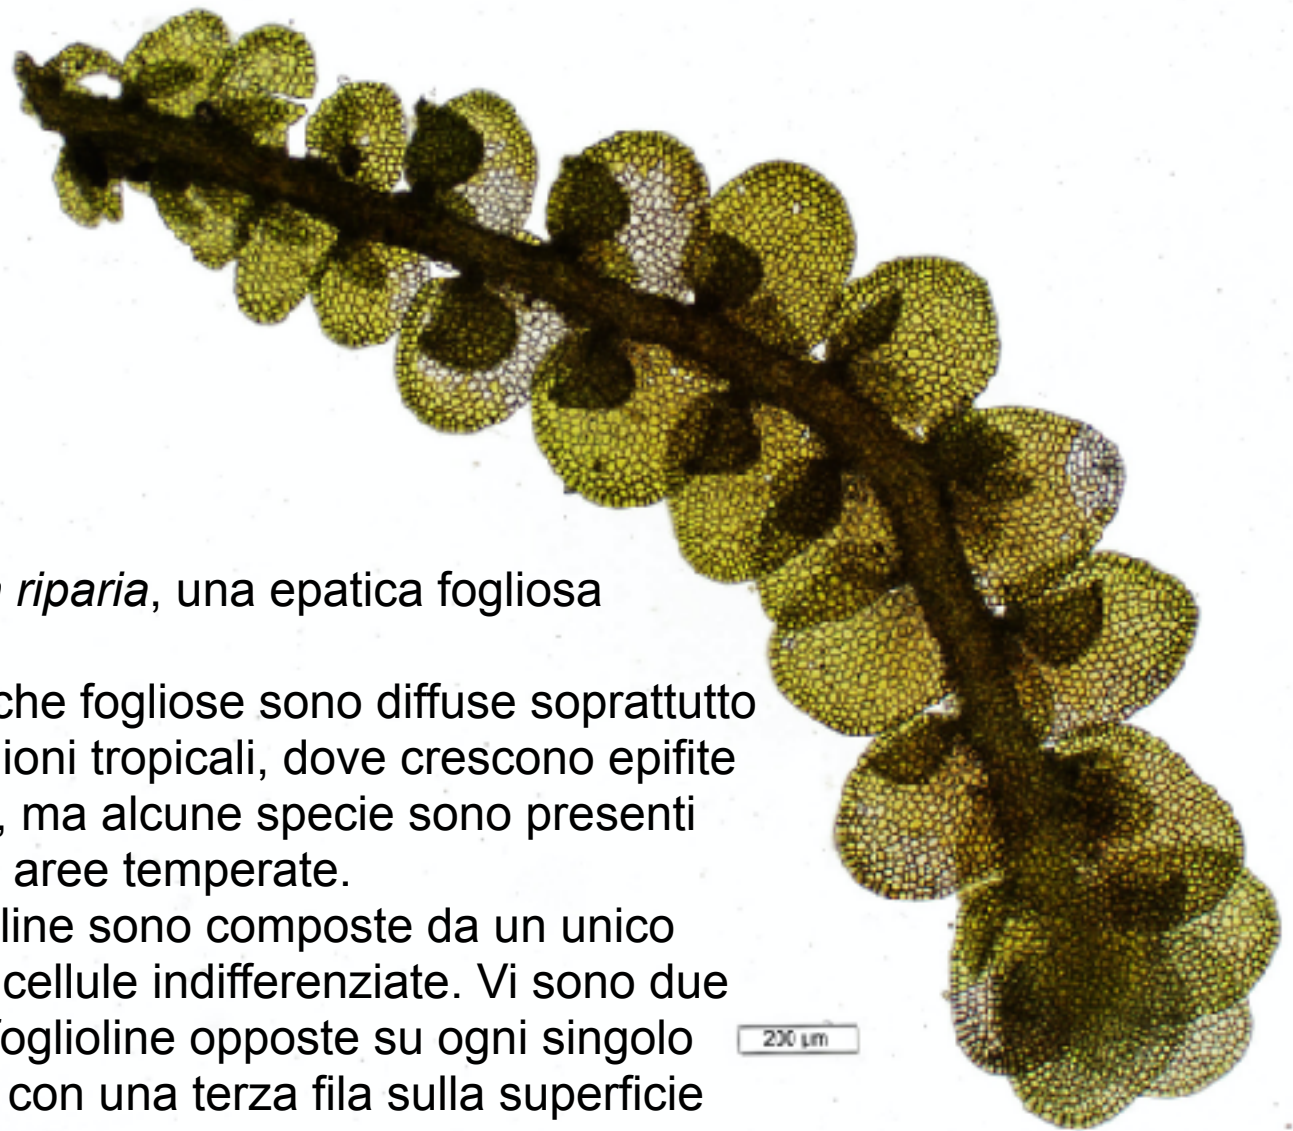 riparia, una epatica fogliosa
che fogliose sono diffuse soprattutto
ioni tropicali, dove crescono epifite
, ma alcune specie sono presenti
aree temperate.
line sono composte da un unico
cellule indifferenziate. Vi sono due
foglioline opposte su ogni singolo
200 µm
con una terza fila sulla superficie